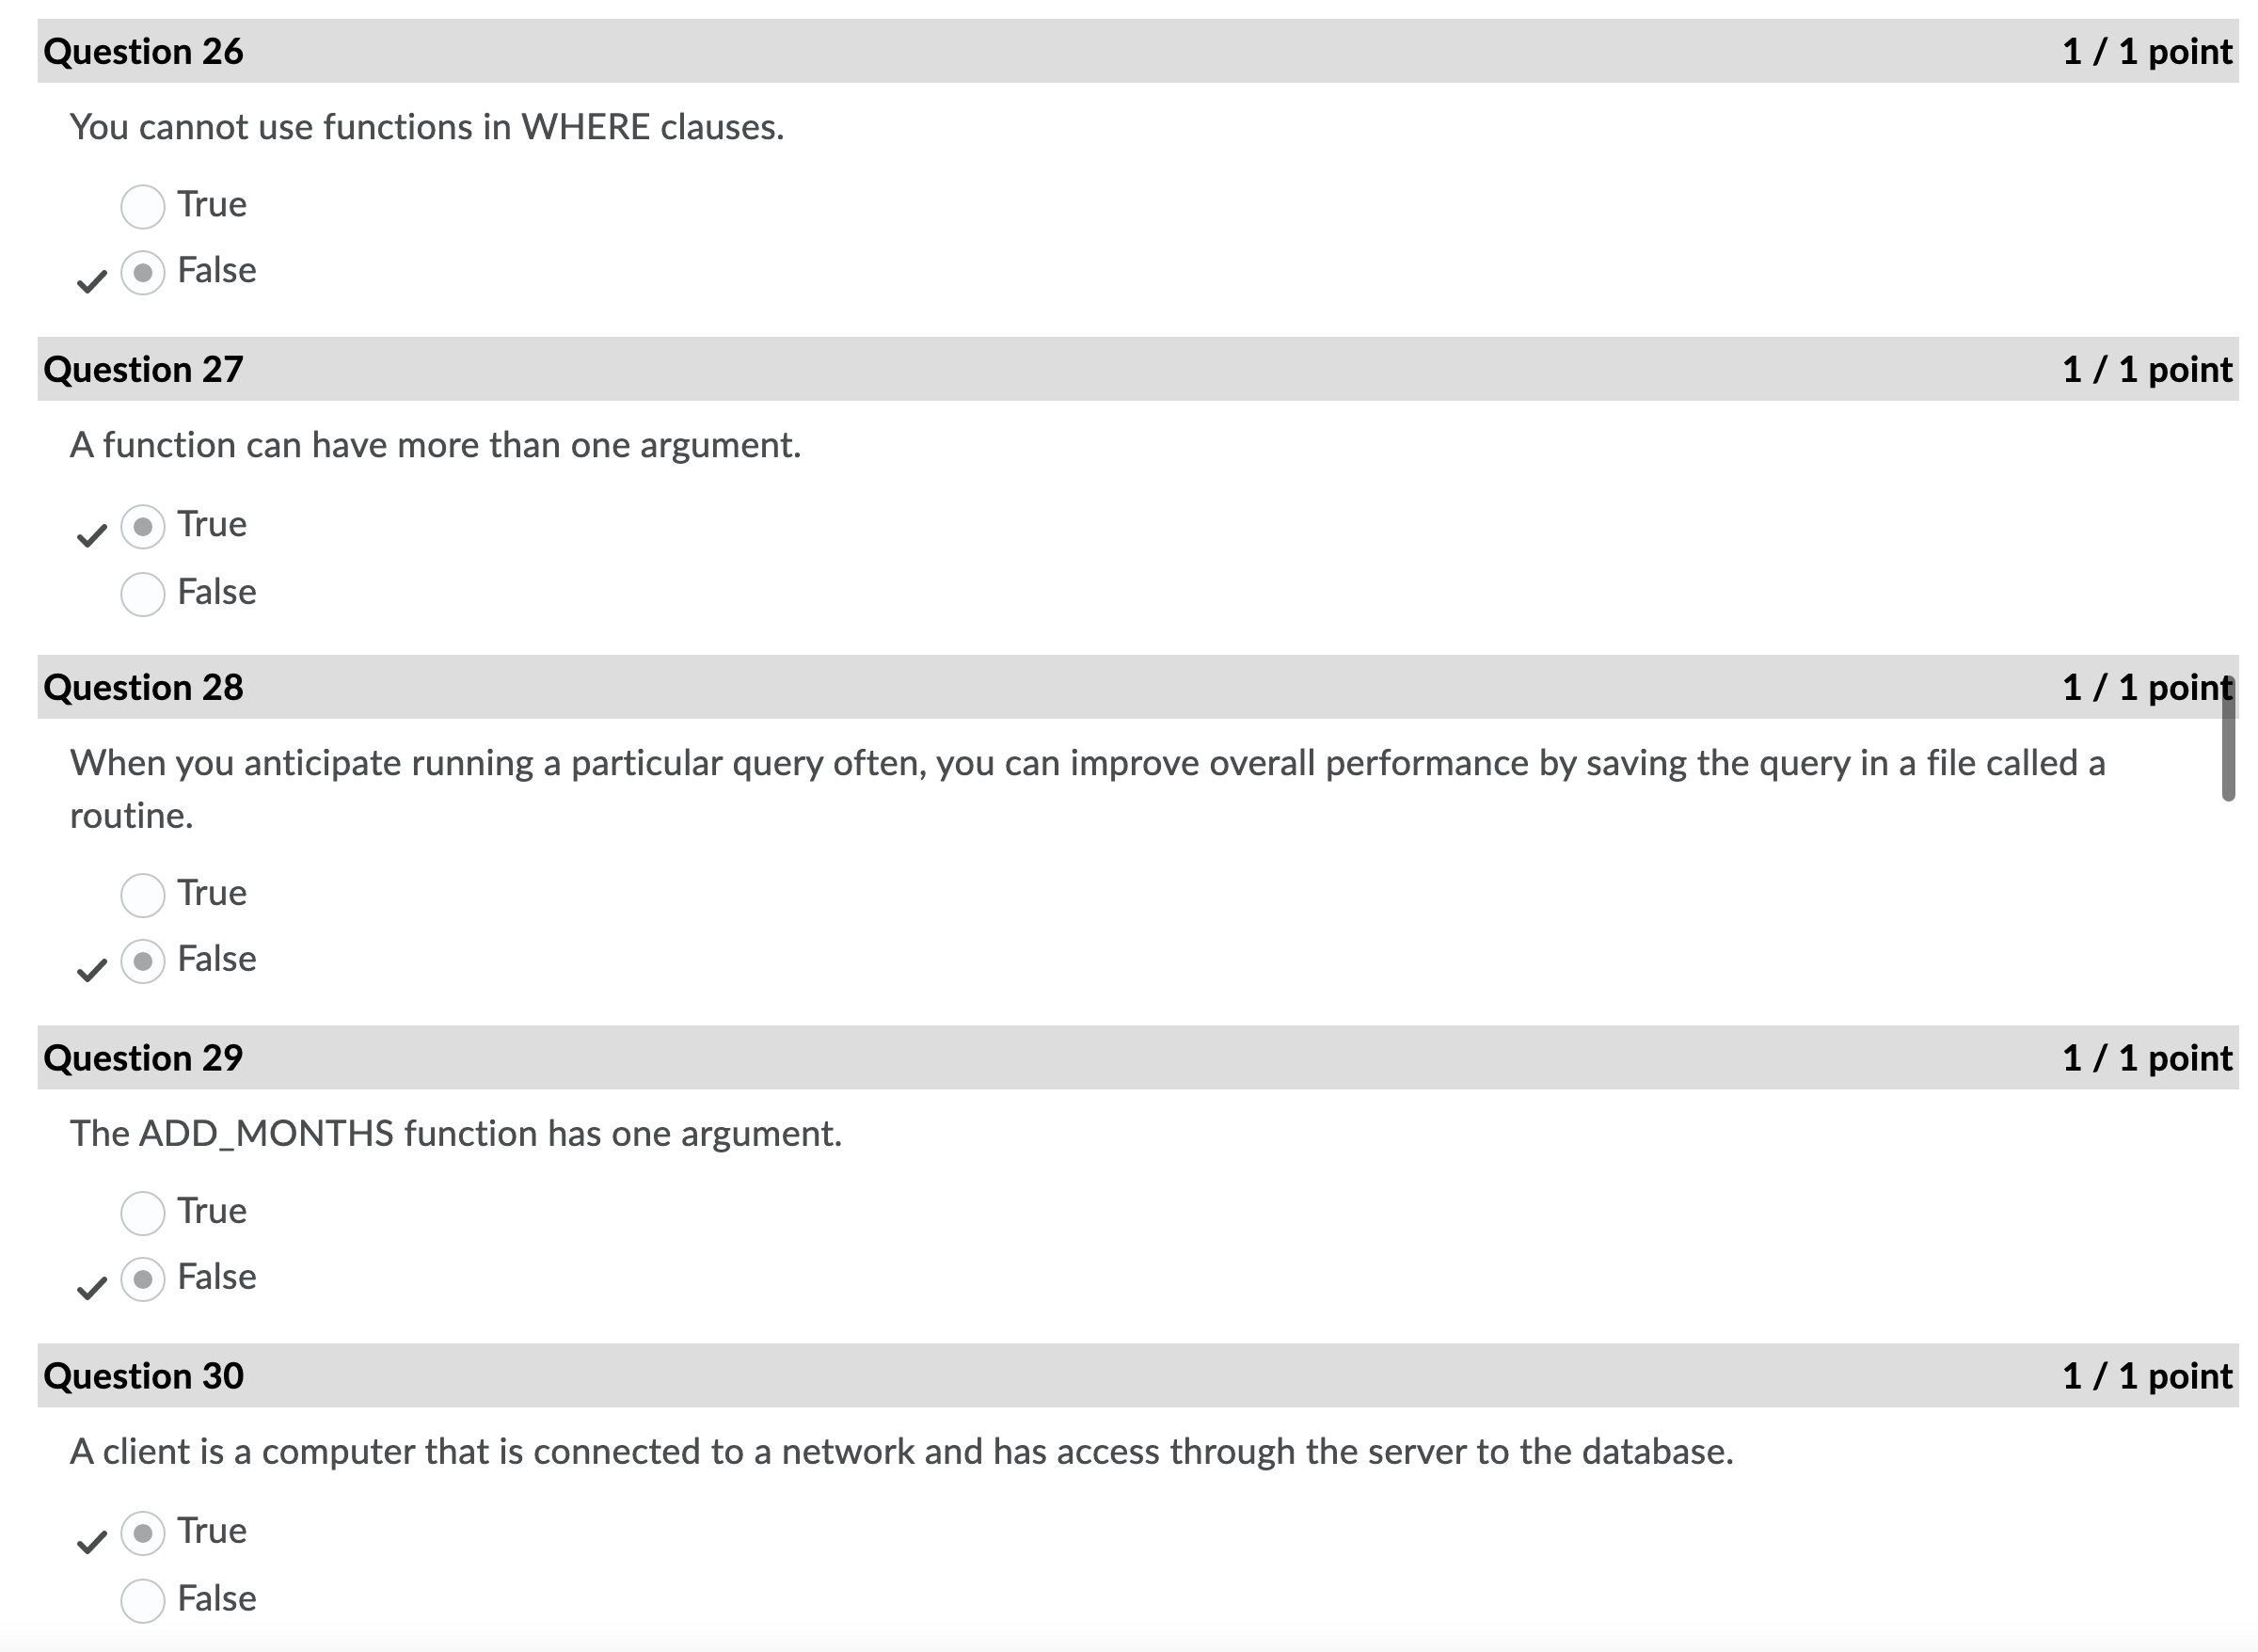 Question 26 1 / 1 point
You cannot use functions in WHERE clauses.
True
False
Question 27 1 / 1 point
A function can have more than one argument.
True
False
Question 28 1 / 1 point
When you anticipate running a particular query often, you can improve overall performance by saving the query in a file called a
routine.
True
False
Question 29 1 / 1 point
The ADD_MONTHS function has one argument.
True
False
Question 30 1 / 1 point
A client is a computer that is connected to a network and has access through the server to the database.
True
False